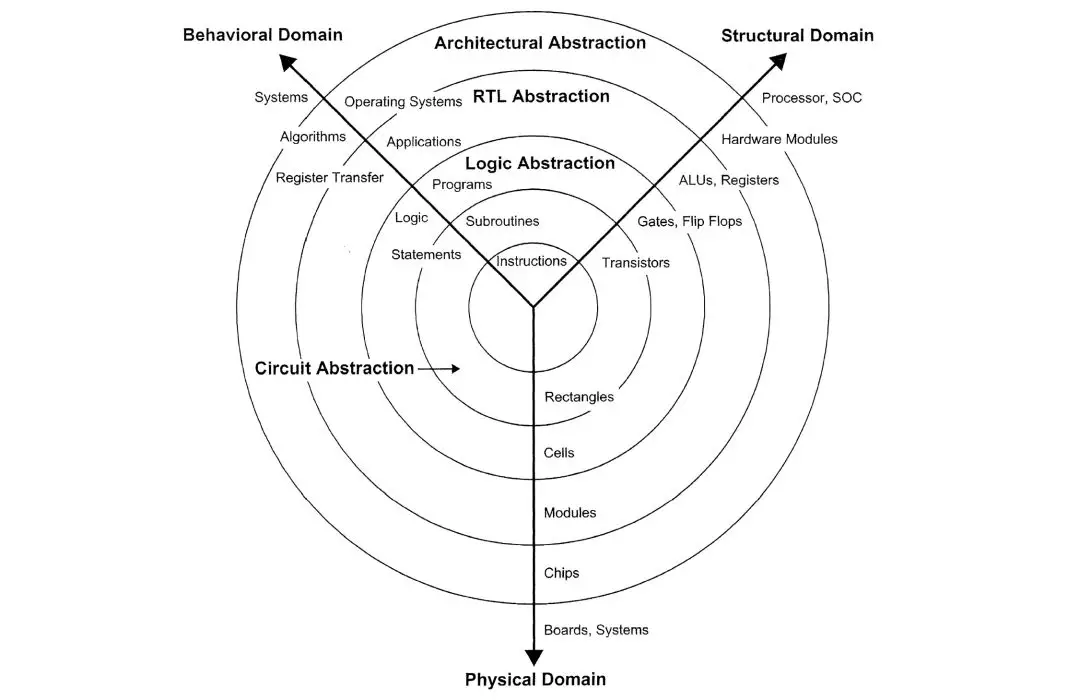 Behavioral Domain
Structural Domain
Architectural Abstraction
Systems
Operating Systems
RTL Abstraction
Processor, SOC
Algorithms
Applications
Hardware Modules
Logic Abstraction
Register Transfer
Programs
ALUs, Registers
Logic
Subroutines
Gates, Flip Flops
Statements
Instructions
Transistors
Circuit Abstraction
Rectangles
Cells
Modules
Chips
Boards, Systems
Physical Domain